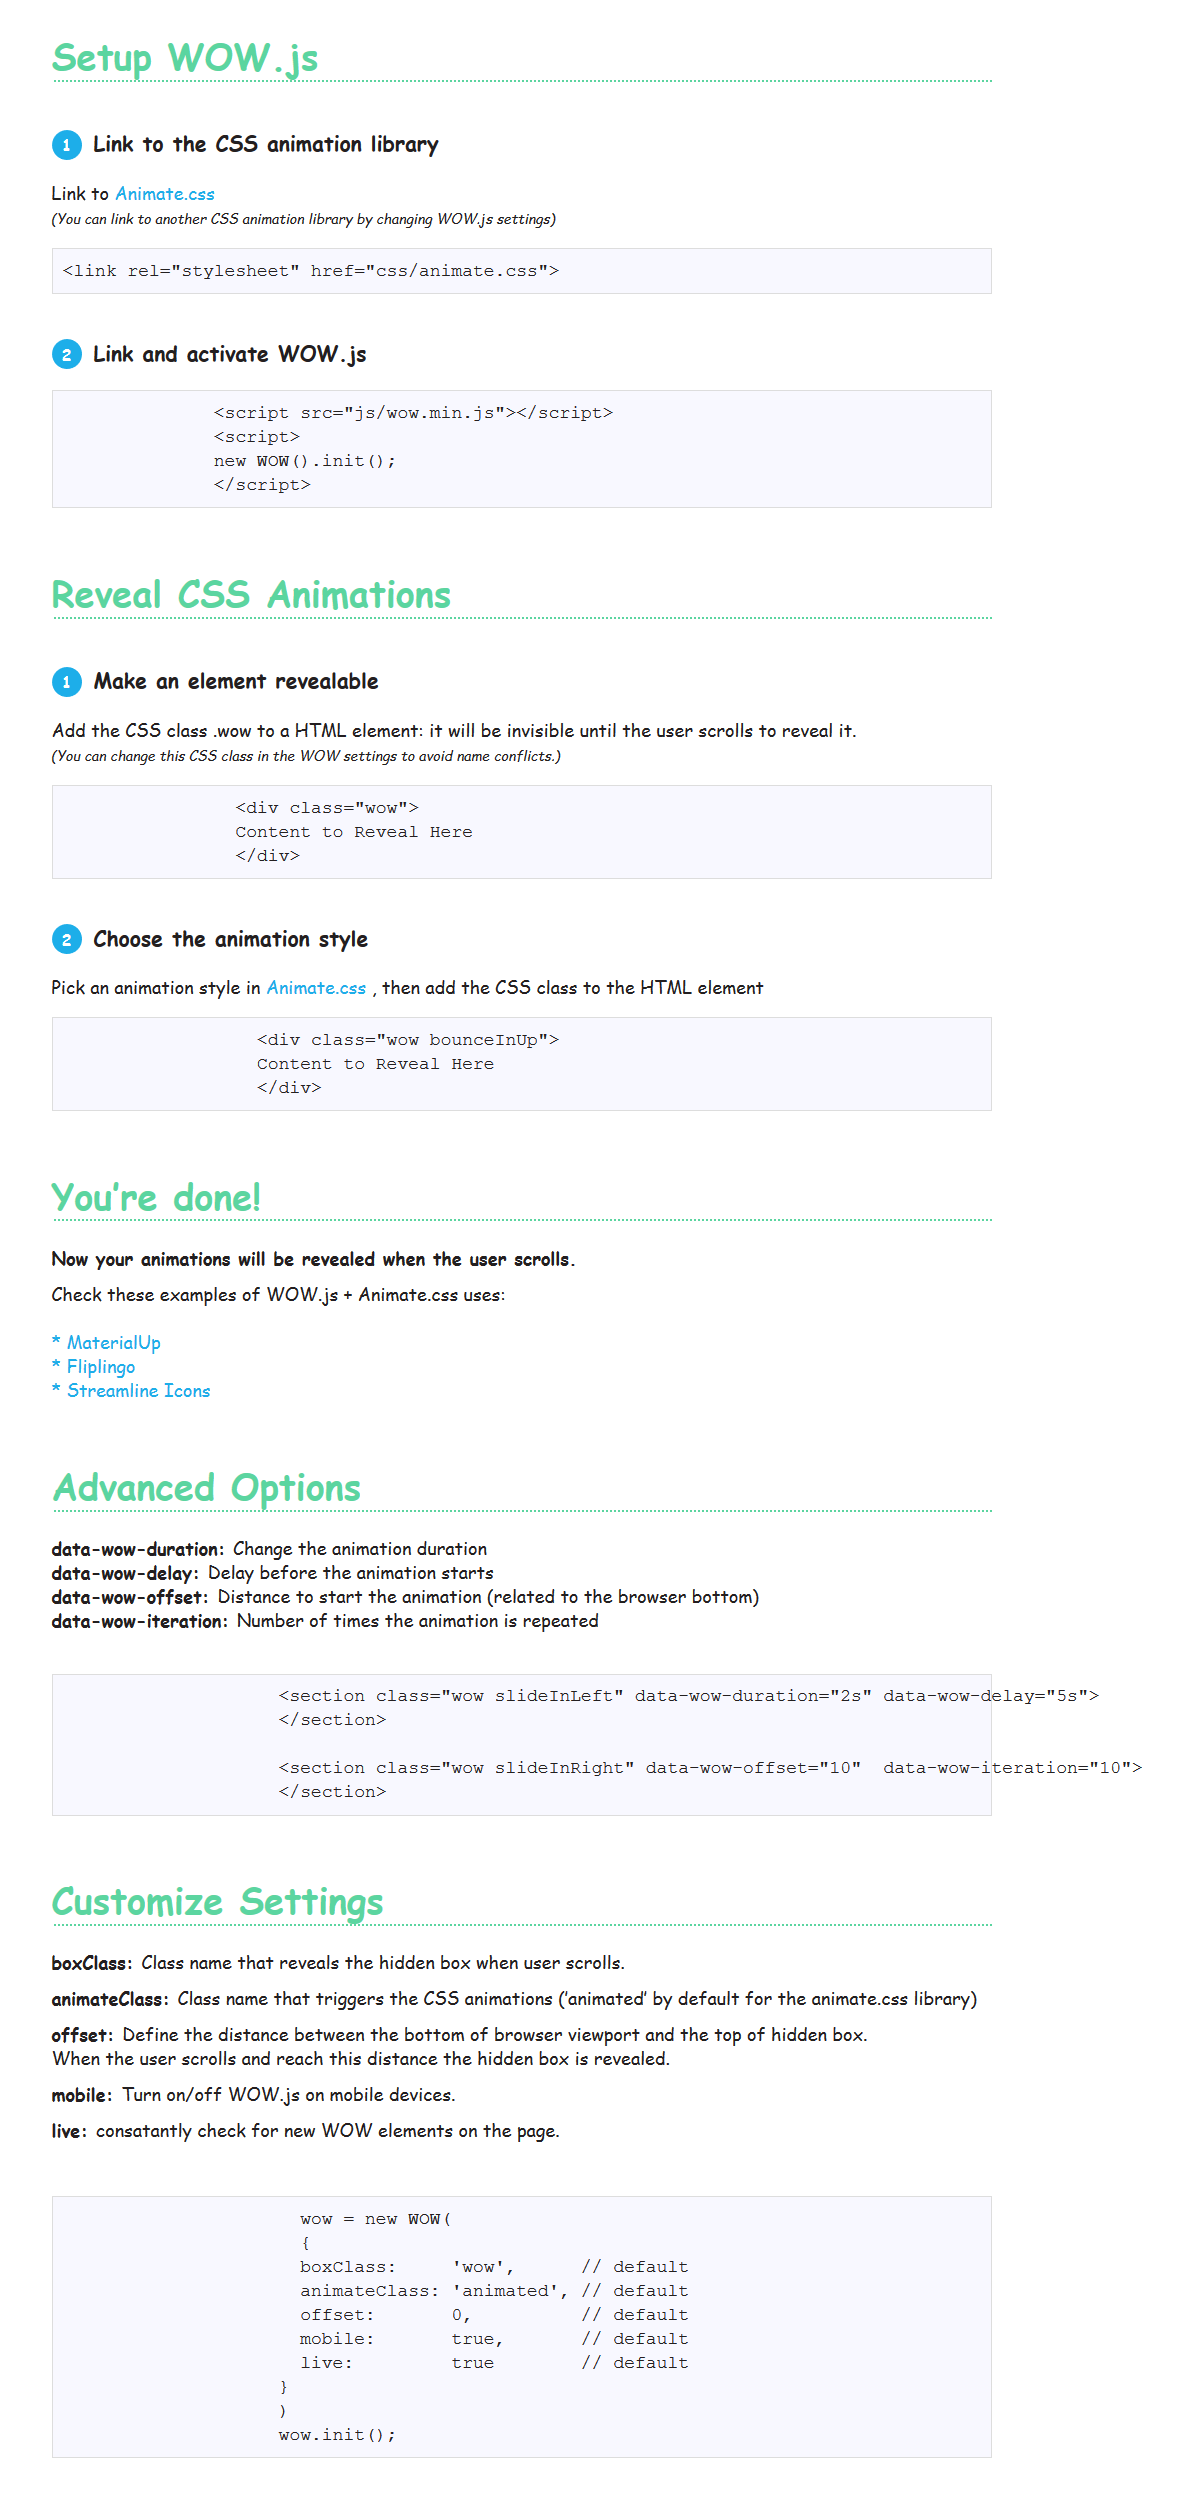 Setup WOW.js
1 Link to the CSS animation library
Link to Animate.css
(You can link to another CSS animation library by changing WOW.js settings)
<link rel="stylesheet" href="css/animate.css">
2 Link and activate WOW.js
<script src="js/wow.min.js"></script>
<script>
new WOW().init();
</script>
Reveal CSS Animations
1 Make an element revealable
Add the CSS class .wow to a HTML element: it will be invisible until the user scrolls to reveal it.
(You can change this CSS class in the WOW settings to avoid name conflicts.)
<div class="wow">
Content to Reveal Here
</div>
2 Choose the animation style
Pick an animation style in Animate.css , then add the CSS class to the HTML element
<div class="wow bounceInUp">
Content to Reveal Here
</div>
You're done!
Now your animations will be revealed when the user scrolls.
Check these examples of WOW.js + Animate.css uses:
* MaterialUp
* Fliplingo
* Streamline Icons
Advanced Options
data-wow-duration: Change the animation duration
data-wow-delay: Delay before the animation starts
data-wow-offset: Distance to start the animation (related to the browser bottom)
data-wow-iteration: Number of times the animation is repeated
<section class="wow slideInLeft" data-wow-duration="2s" data-wow-delay="5s">
</section>
<section class="wow slideInRight" data-wow-offset="10"  data-wow-iteration="10">
</section>
Customize Settings
boxClass: Class name that reveals the hidden box when user scrolls.
animateClass: Class name that triggers the CSS animations ('animated' by default for the animate.css library)
offset: Define the distance between the bottom of browser viewport and the top of hidden box.
When the user scrolls and reach this distance the hidden box is revealed.
mobile: Turn on/off WOW.js on mobile devices.
live: consatantly check for new WOW elements on the page.
wow = new WOW(
{
boxClass:     'wow',      // default
animateClass: 'animated', // default
offset:       0,          // default
mobile:       true,       // default
live:         true        // default
}
)
wow.init();